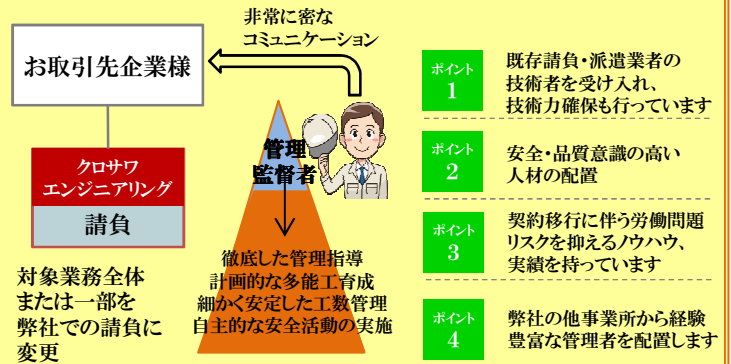 非常に密な
コミュニケーション
お取引先企業様
クロサワ
エンジニアリング
請負
対象業務全体
または一部を
弊社での請負に
変更
管理
監督者
徹底した管理指導
計画的な多能工育成
細かく安定した工数管理
自主的な安全活動の実施
ポイント
1
既存請負・派遣業者の
技術者を受け入れ、
技術力確保も行っています
ポイント
2
安全・品質意識の高い
人材の配置
ポイント
3
契約移行に伴う労働問題
リスクを抑えるノウハウ、
実績を持っています
ポイント
4
弊社の他事業所から経験
豊富な管理者を配置します